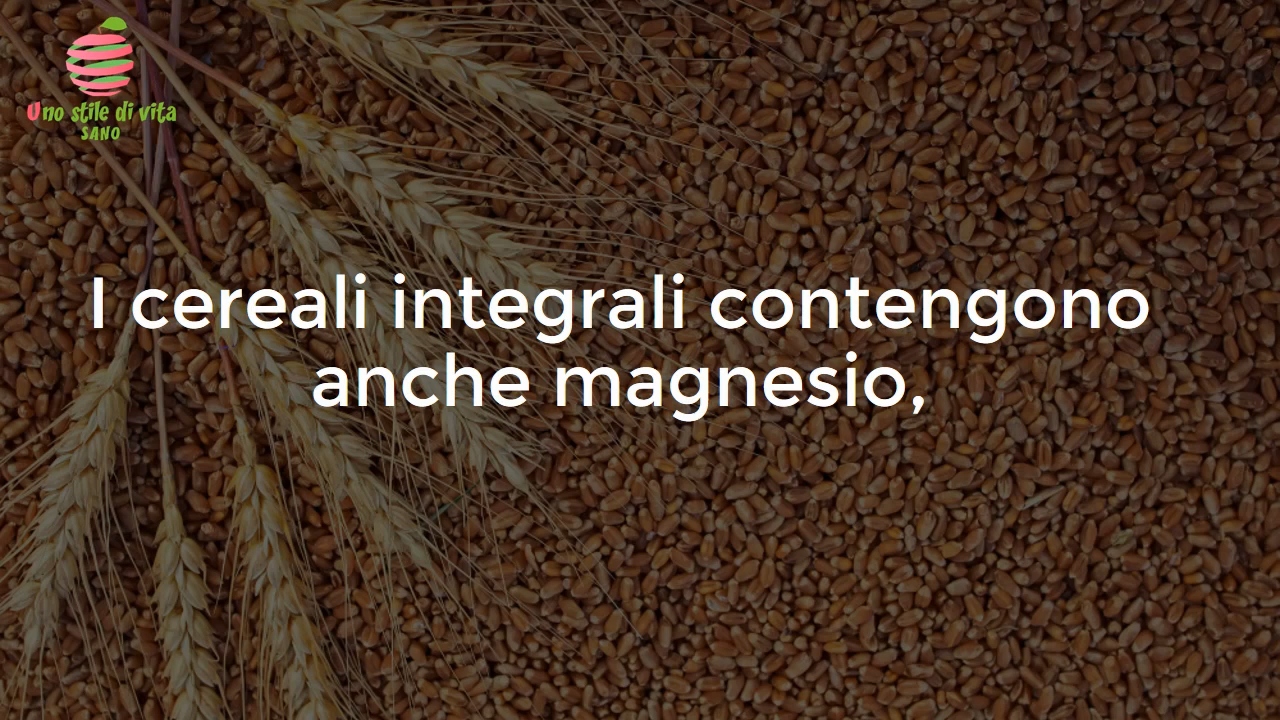 Uno stile di vita
SANO
I cereali integrali contengono
anche magnesio,